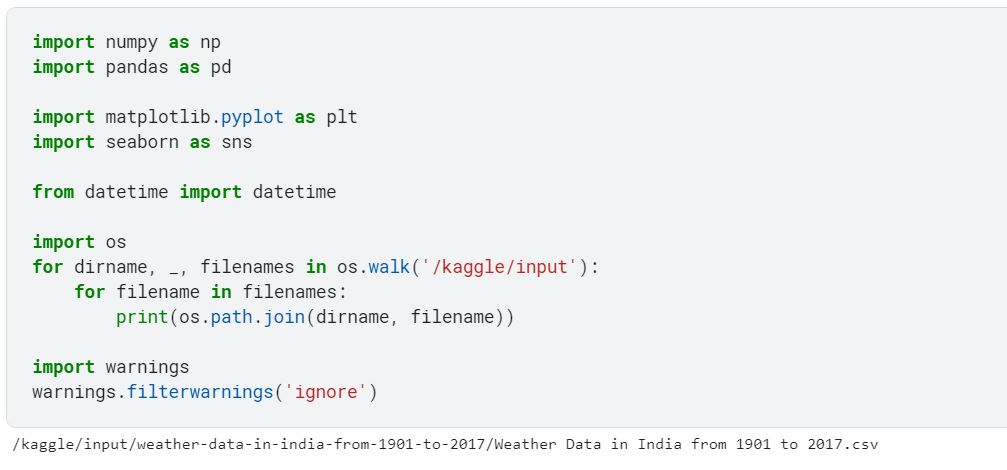 import numpy as np
import pandas as pd
import matplotlib.pyplot as plt
import seaborn as sns
from datetime import datetime
import os
for dirname, _, filenames in os.walk('/kaggle/input'):
    for filename in filenames:
        print(os.path.join(dirname, filename))
import warnings
warnings.filterwarnings('ignore')
/kaggle/input/weather-data-in-india-from-1901-to-2017/Weather Data in India from 1901 to 2017.csv